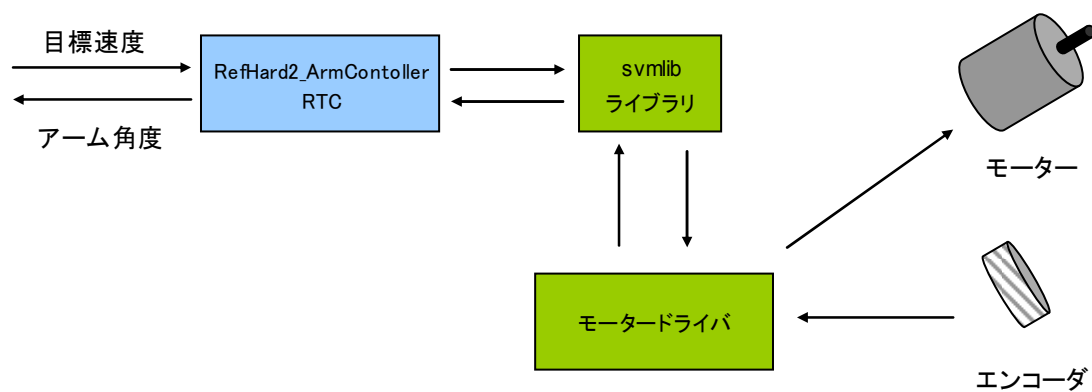 目標速度
アーム角度
RefHard2_ArmContoller
RTC
svmlib
ライブラリ
モーター
モータードライバ
エンコーダ